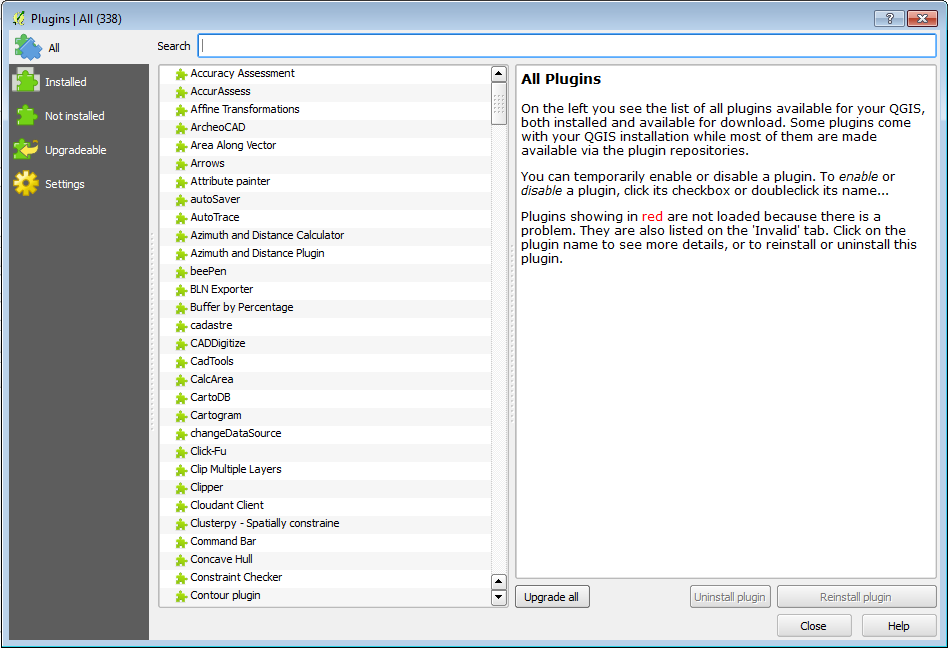 Plugins | All (338)
All
Search
Installed
Not installed
Upgradeable
Settings
Accuracy Assessment
AccurAssess
Affine Transformations
ArcheoCAD
Area Along Vector
Arrows
Attribute painter
autoSaver
AutoTrace
Azimuth and Distance Calculator
Azimuth and Distance Plugin
beePen
BLN Exporter
Buffer by Percentage
cadastre
CADDigitize
CadTools
CalcArea
CartoDB
Cartogram
changeDataSource
Click-Fu
Clip Multiple Layers
Clipper
Cloudant Client
Clusterpy - Spatially constraine
Command Bar
Concave Hull
Constraint Checker
Contour plugin
All Plugins
On the left you see the list of all plugins available for your QGIS,
both installed and available for download. Some plugins come
with your QGIS installation while most of them are made
available via the plugin repositories.
You can temporarily enable or disable a plugin. To enable or
disable a plugin, click its checkbox or doubleclick its name...
Plugins showing in red are not loaded because there is a
problem. They are also listed on the 'Invalid' tab. Click on the
plugin name to see more details, or to reinstall or uninstall this
plugin.
Upgrade all
Uninstall plugin
Reinstall plugin
Close
Help